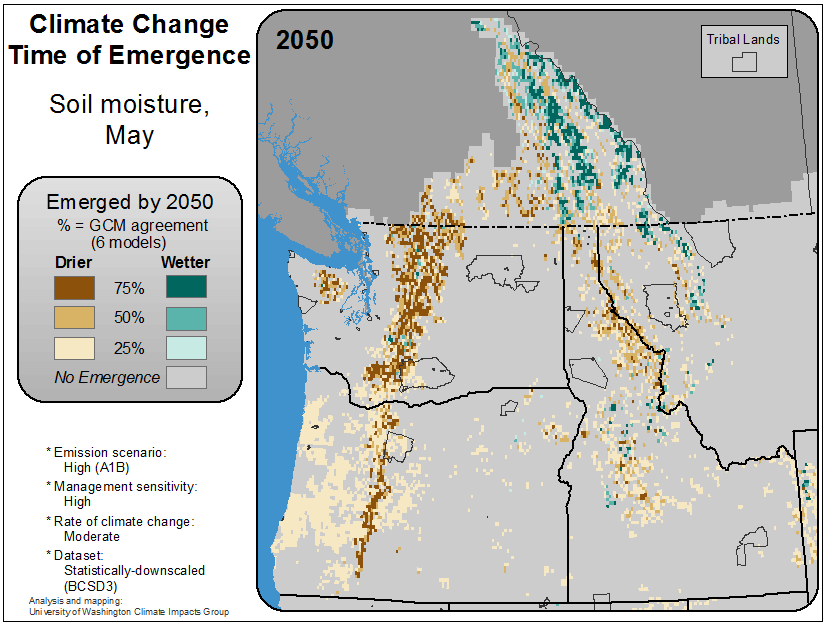 Climate Change
Time of Emergence
Soil moisture,
May
Emerged by 2050
% = GCM agreement
(6 models)
Drier Wetter
75%
50%
25%
No Emergence
* Emission scenario:
High (A1B)
* Management sensitivity:
High
* Rate of climate change:
Moderate
* Dataset:
Statistically-downscaled
(BCSD3)
Analysis and mapping:
University of Washington Climate Impacts Group
2050
Tribal Lands